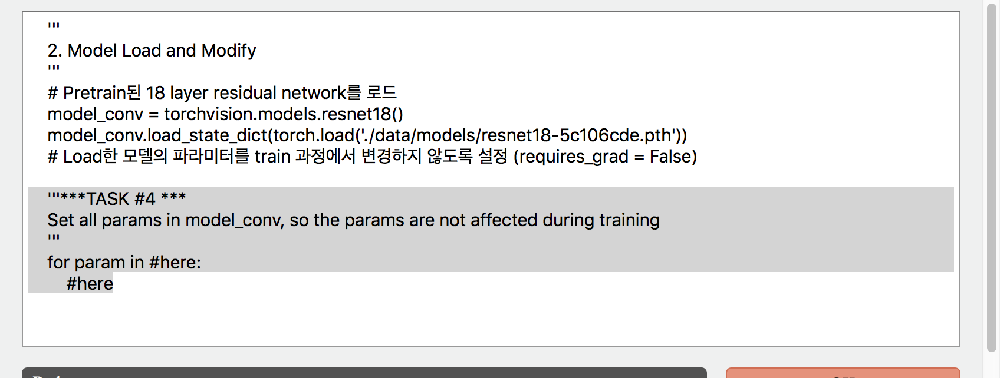 '''
2. Model Load and Modify
'''
# Pretrain된 18 layer residual network를 로드
model_conv = torchvision.models.resnet18()
model_conv.load_state_dict(torch.load('./data/models/resnet18-5c106cde.pth'))
# Load한 모델의 파라미터를 train 과정에서 변경하지 않도록 설정 (requires_grad = False)
'''***TASK #4 ***
Set all params in model_conv, so the params are not affected during training
'''
for param in #here:
#here